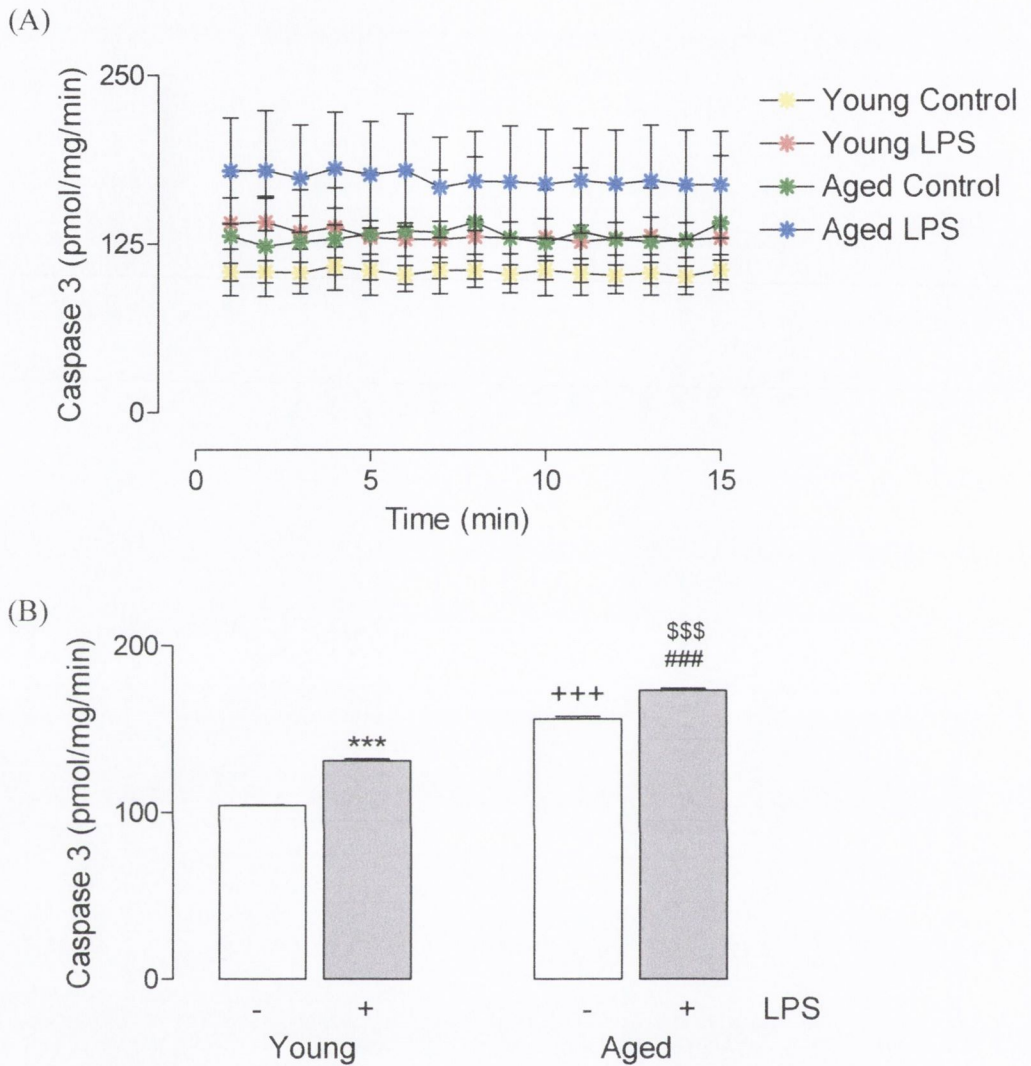 (A)
Caspase 3 (pmol/mg/min)
250
125
0
0 5 10 15
Time (min)
Young Control
Young LPS
Aged Control
Aged LPS
(B)
Caspase 3 (pmol/mg/min)
200
100
0
***
+++
$$$
###
- + - + LPS
Young Aged